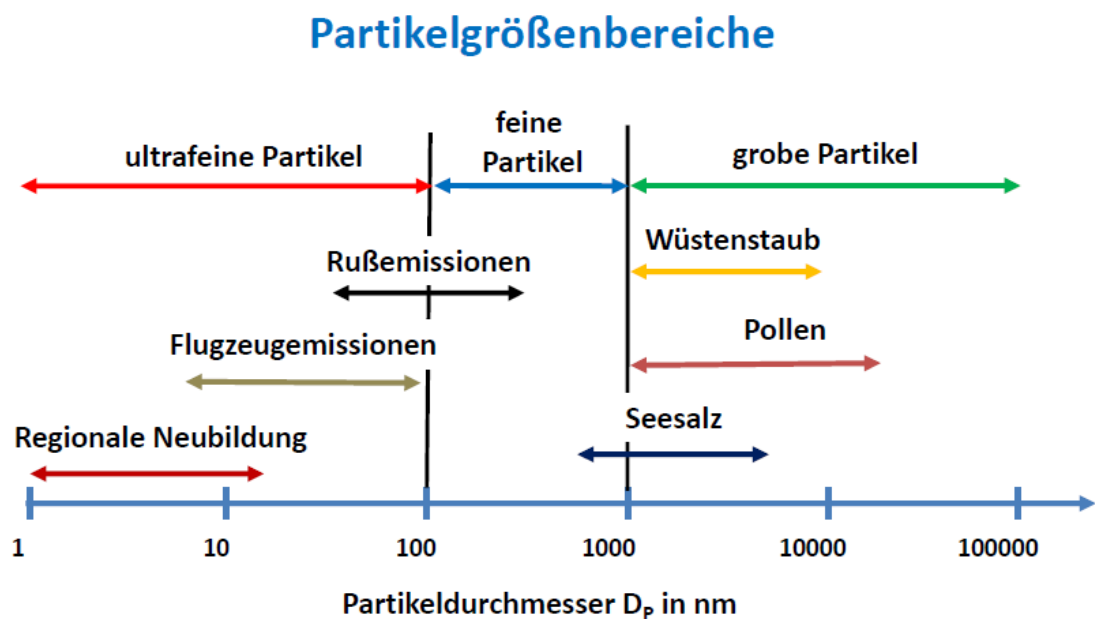 Partikelgrößenbereiche
feine
ultrafeine Partikel
Partikel
grobe Partikel
Wüstenstaub
Rußemissionen
Pollen
Flugzeugemissionen
Seesalz
Regionale Neubildung
1 10 100 1000 10000 100000
Partikeldurchmesser Dₚ in nm